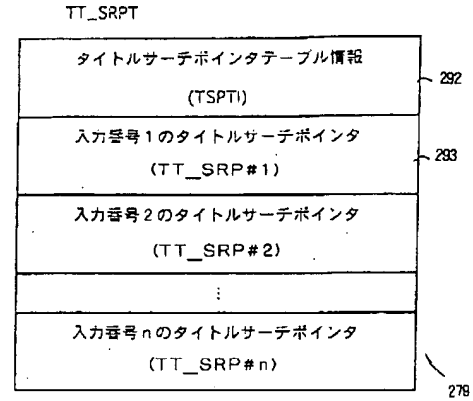 TT_SRPT
タイトルサーチポインタテーブル情報
(TSPTI)
292
入力番号1のタイトルサーチポインタ
(TT_SRP#1)
293
入力番号2のタイトルサーチポインタ
(TT_SRP#2)
⋮
入力番号nのタイトルサーチポインタ
(TT_SRP#n)
279